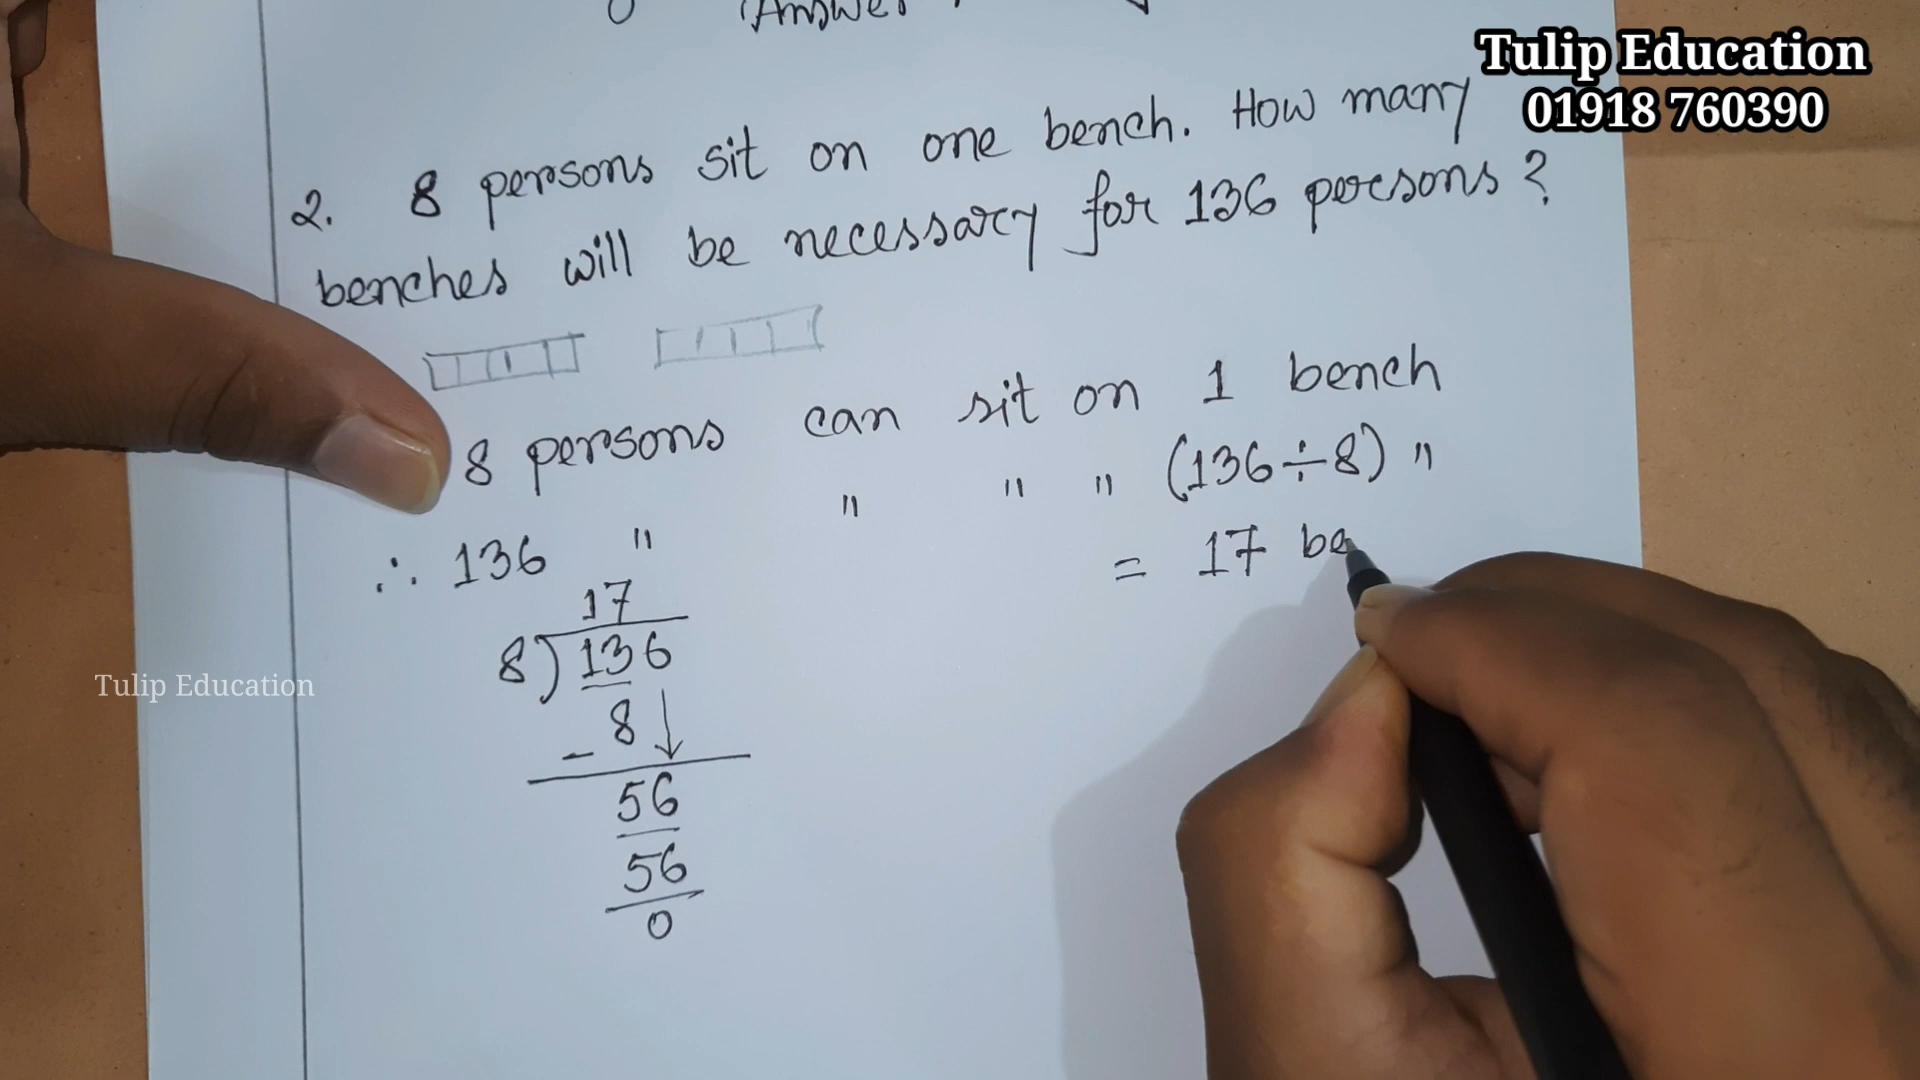 Answer
Tulip Education
01918 760390
2. 8 persons sit on one bench. How many
benches will be necessary for 136 persons?
8 persons can sit on 1 bench
∴ 136 " " " " (136÷8) "
= 17 be
17
8)136
- 8↓
56
56
0
Tulip Education